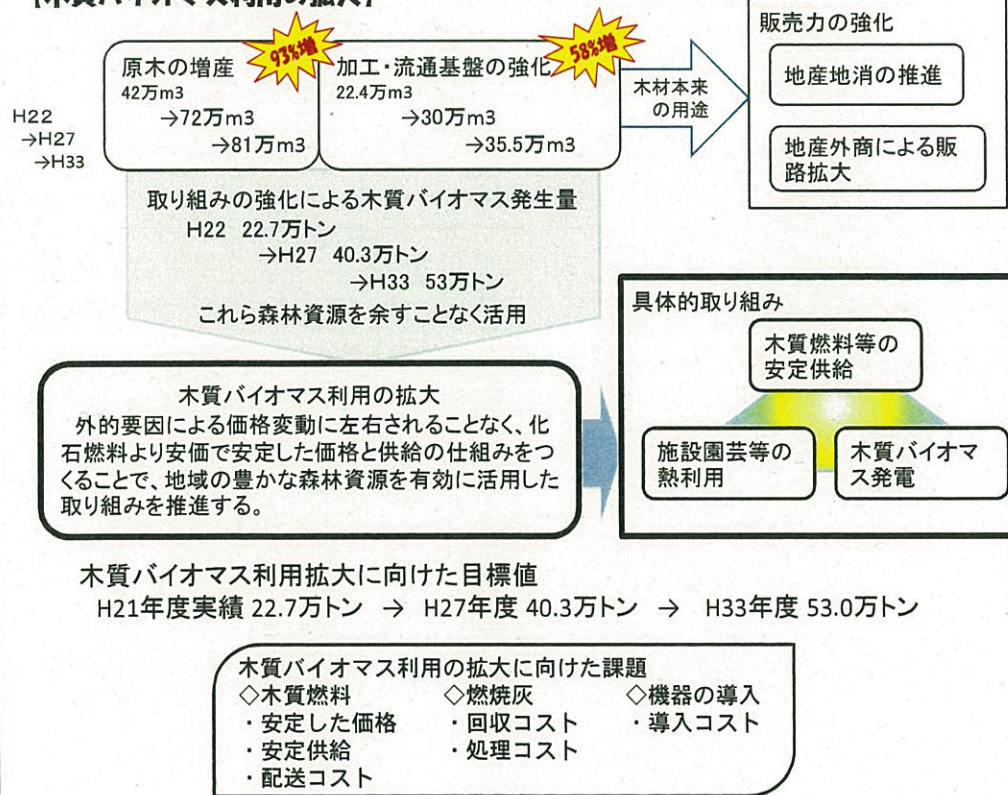 【木質バイオマス利用の拡大】
販売力の強化
地産地消の推進
地産外商による販
路拡大
93%増
58%増
原木の増産
42万m3
→72万m3
→81万m3
加工・流通基盤の強化
22.4万m3
→30万m3
→35.5万m3
木材本来
の用途
H22
→H27
→H33
取り組みの強化による木質バイオマス発生量
H22 22.7万トン
→H27 40.3万トン
→H33 53万トン
これら森林資源を余すことなく活用
具体的取り組み
木質燃料等の
安定供給
施設園芸等の
熱利用
木質バイオマ
ス発電
木質バイオマス利用の拡大
外的要因による価格変動に左右されることなく、化
石燃料より安価で安定した価格と供給の仕組みをつ
くることで、地域の豊かな森林資源を有効に活用した
取り組みを推進する。
木質バイオマス利用拡大に向けた目標値
H21年度実績 22.7万トン → H27年度 40.3万トン → H33年度 53.0万トン
木質バイオマス利用の拡大に向けた課題
◇木質燃料
・安定した価格
・安定供給
・配送コスト
◇燃焼灰
・回収コスト
・処理コスト
◇機器の導入
・導入コスト